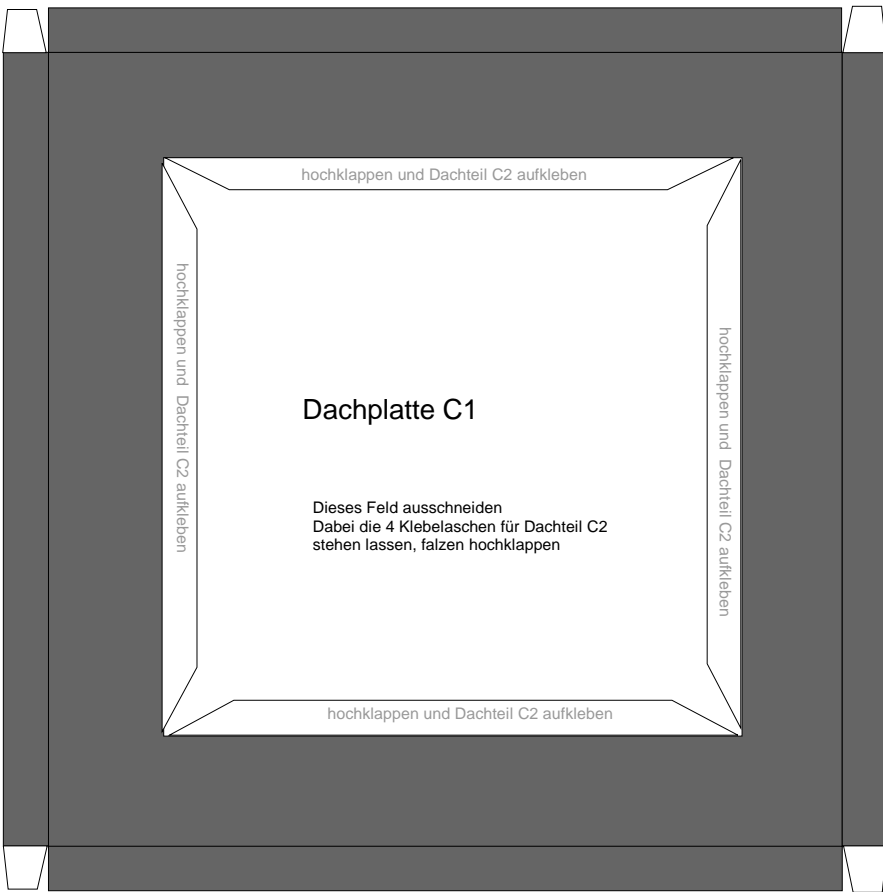 hochklappen und Dachteil C2 aufkleben
hochklappen und Dachteil C2 aufkleben
hochklappen und Dachteil C2 aufkleben
Dachplatte C1
Dieses Feld ausschneiden
Dabei die 4 Klebelaschen für Dachteil C2
stehen lassen, falzen hochklappen
hochklappen und Dachteil C2 aufkleben